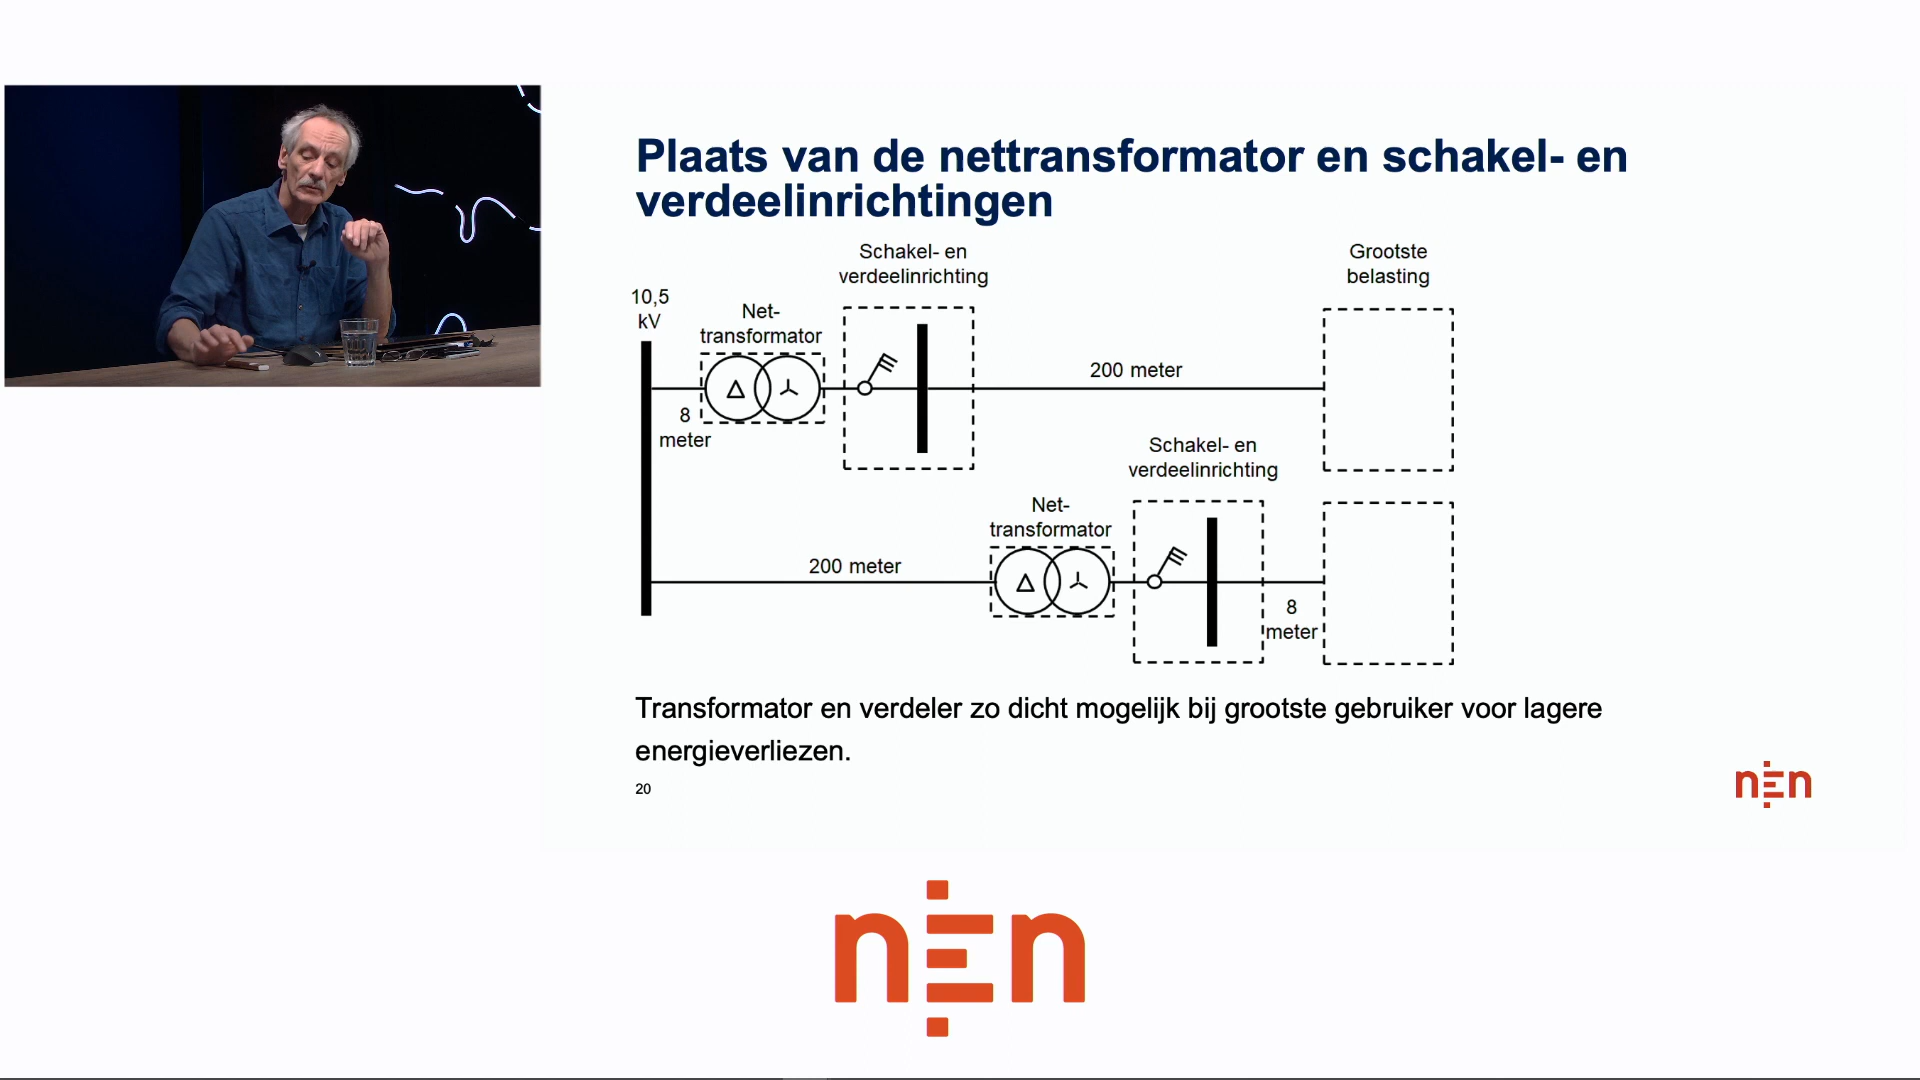 Plaats van de nettransformator en schakel- en
verdeelinrichtingen
Schakel- en
verdeelinrichting
Grootste
belasting
10,5
kV
Net-
transformator
200 meter
8
meter
Schakel- en
verdeelinrichting
Net-
transformator
200 meter
8
meter
Transformator en verdeler zo dicht mogelijk bij grootste gebruiker voor lagere
energieverliezen.
20
nEn
nEn